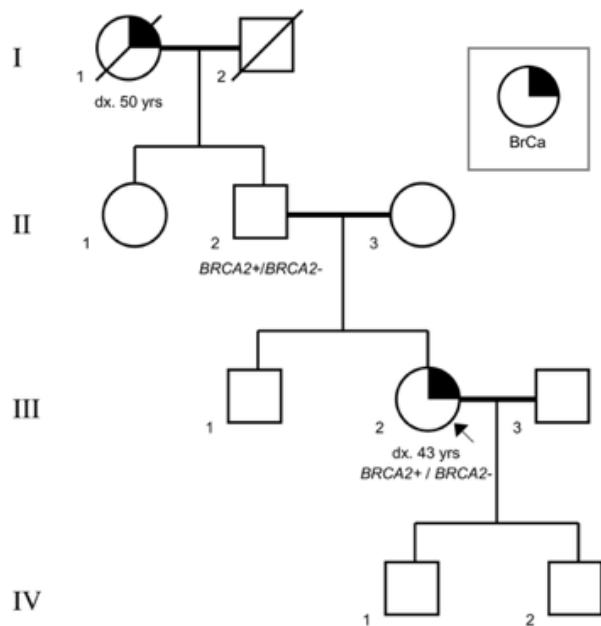 I
1
2
dx. 50 yrs
BrCa
II
1
2
3
BRCA2+/BRCA2-
III
1
2
3
dx. 43 yrs
BRCA2+ / BRCA2-
IV
1
2